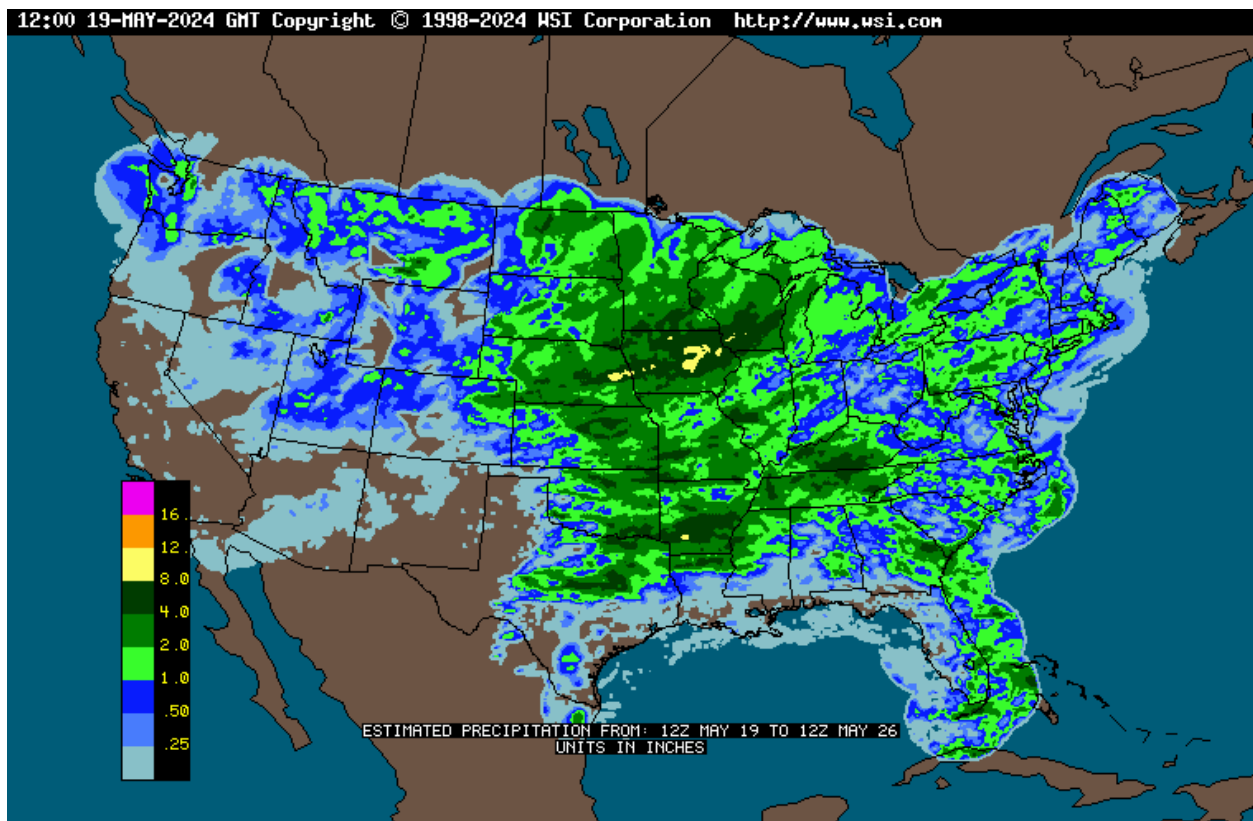 12:00 19-MAY-2024 GMT Copyright © 1998-2024 WSI Corporation http://www.wsi.com
16.
12.
8.0
4.0
2.0
1.0
.50
.25
ESTIMATED PRECIPITATION FROM: 12Z MAY 19 TO 12Z MAY 26
UNITS IN INCHES